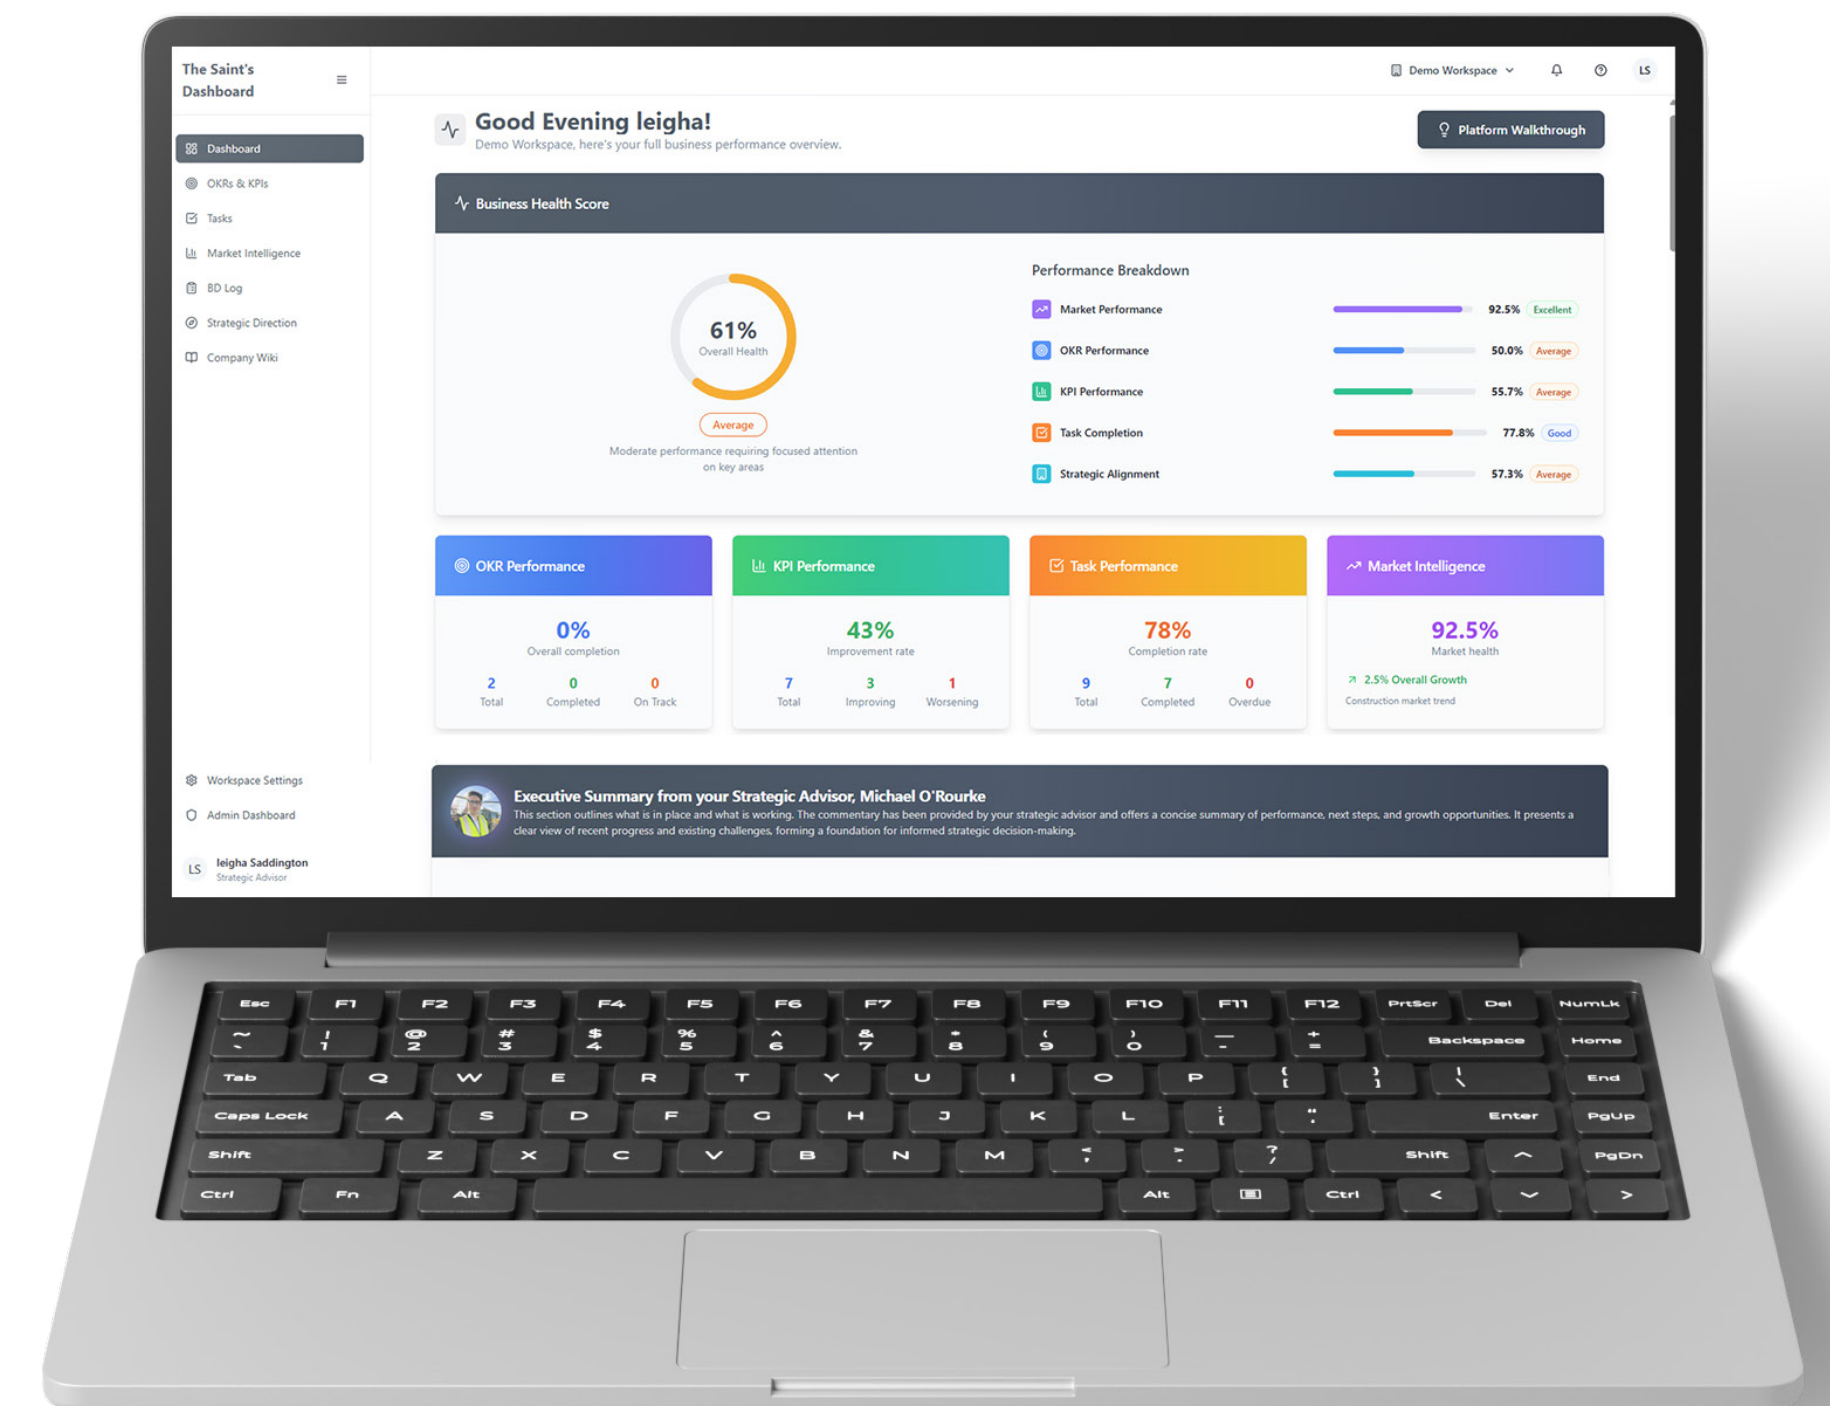 The Saint's
Dashboard
Demo Workspace
LS
Dashboard
OKRs & KPIs
Tasks
Market Intelligence
BD Log
Strategic Direction
Company Wiki
Workspace Settings
Admin Dashboard
LS
leigha Saddington
Strategic Advisor
Good Evening leigha!
Demo Workspace, here's your full business performance overview.
Platform Walkthrough
Business Health Score
61%
Overall Health
Average
Moderate performance requiring focused attention
on key areas
Performance Breakdown
Market Performance 92.5% Excellent
OKR Performance 50.0% Average
KPI Performance 55.7% Average
Task Completion 77.8% Good
Strategic Alignment 57.3% Average
OKR Performance
0%
Overall completion
2 0 0
Total Completed On Track
KPI Performance
43%
Improvement rate
7 3 1
Total Improving Worsening
Task Performance
78%
Completion rate
9 7 0
Total Completed Overdue
Market Intelligence
92.5%
Market health
2.5% Overall Growth
Construction market trend
Executive Summary from your Strategic Advisor, Michael O'Rourke
This section outlines what is in place and what is working. The commentary has been provided by your strategic advisor and offers a concise summary of performance, next steps, and growth opportunities. It presents a
clear view of recent progress and existing challenges, forming a foundation for informed strategic decision-making.
Esc F1 F2 F3 F4 F5 F6 F7 F8 F9 F10 F11 F12 PrtScr Del NumLk
~ ! @ # $ % ^ & * ( ) _ +
` 1 2 3 4 5 6 7 8 9 0 - = Backspace Home
Tab Q W E R T Y U I O P { [ } ] | \ End
Caps Lock A S D F G H J K L : [ " . Enter PgUp
Shift Z X C V B N M < , > . ? / Shift ^ PgDn
Ctrl Fn Alt Alt Ctrl < >